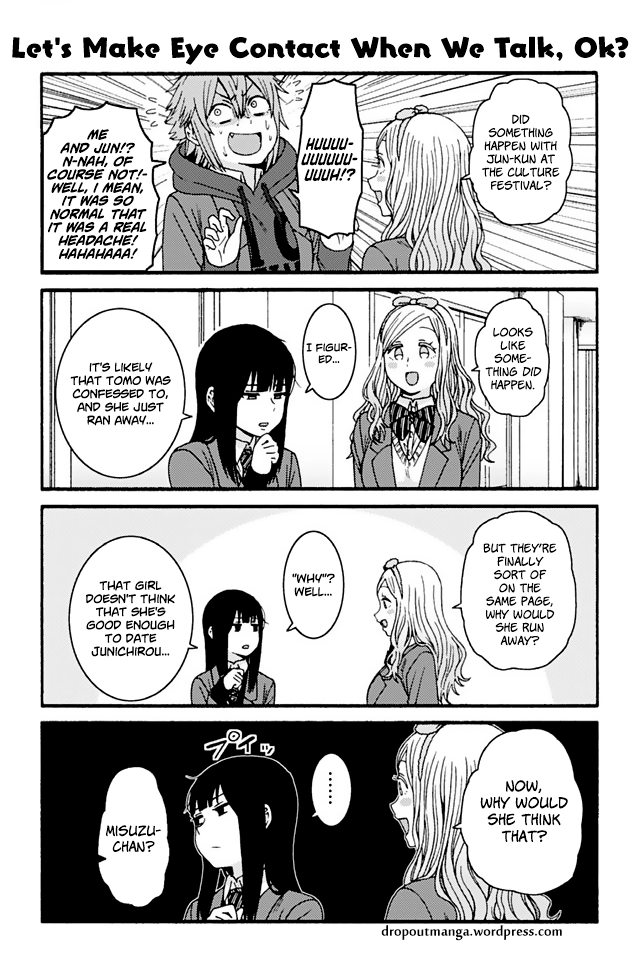 Let's Make Eye Contact When We Talk, Ok?
DID
SOMETHING
HAPPEN WITH
JUN-KUN AT
THE CULTURE
FESTIVAL?
HUUUU-
UUUUUU-
UUUH!?
ME
AND JUN!?
N-NAH, OF
COURSE NOT!-
WELL, I MEAN,
IT WAS SO
NORMAL THAT
IT WAS A REAL
HEADACHE!
HAHAHAAA!
LOOKS
LIKE
SOME-
THING DID
HAPPEN.
I FIGUR-
ED...
IT'S LIKELY
THAT TOMO WAS
CONFESSED TO,
AND SHE JUST
RAN AWAY...
BUT THEY'RE
FINALLY
SORT OF
ON THE
SAME PAGE,
WHY WOULD
SHE RUN
AWAY?
"WHY"?
WELL...
THAT GIRL
DOESN'T THINK
THAT SHE'S
GOOD ENOUGH
TO DATE
JUNICHIROU...
NOW,
WHY WOULD
SHE THINK
THAT?
......
プイッ
MISUZU-
CHAN?
dropoutmanga.wordpress.com